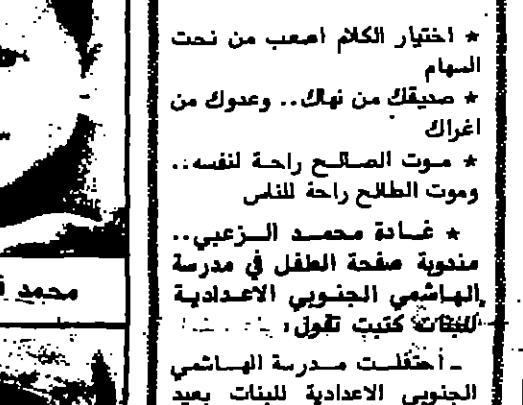 * اختيار الكلام اصعب من نحت
السهام
* صديقك من نهاك.. وعدوك من
اغراك
* موت الصالح راحة لنفسه..
وموت الطالح راحة للناس
* غادة محمد الزعبي..
مندوبة صفحة الطفل في مدرسة
الهاشمي الجنوبي الاعدادية
للبنات كتبت تقول:
- أحتفلت مدرسة الهاشمي
الجنوبي الاعدادية للبنات بعيد
محمد